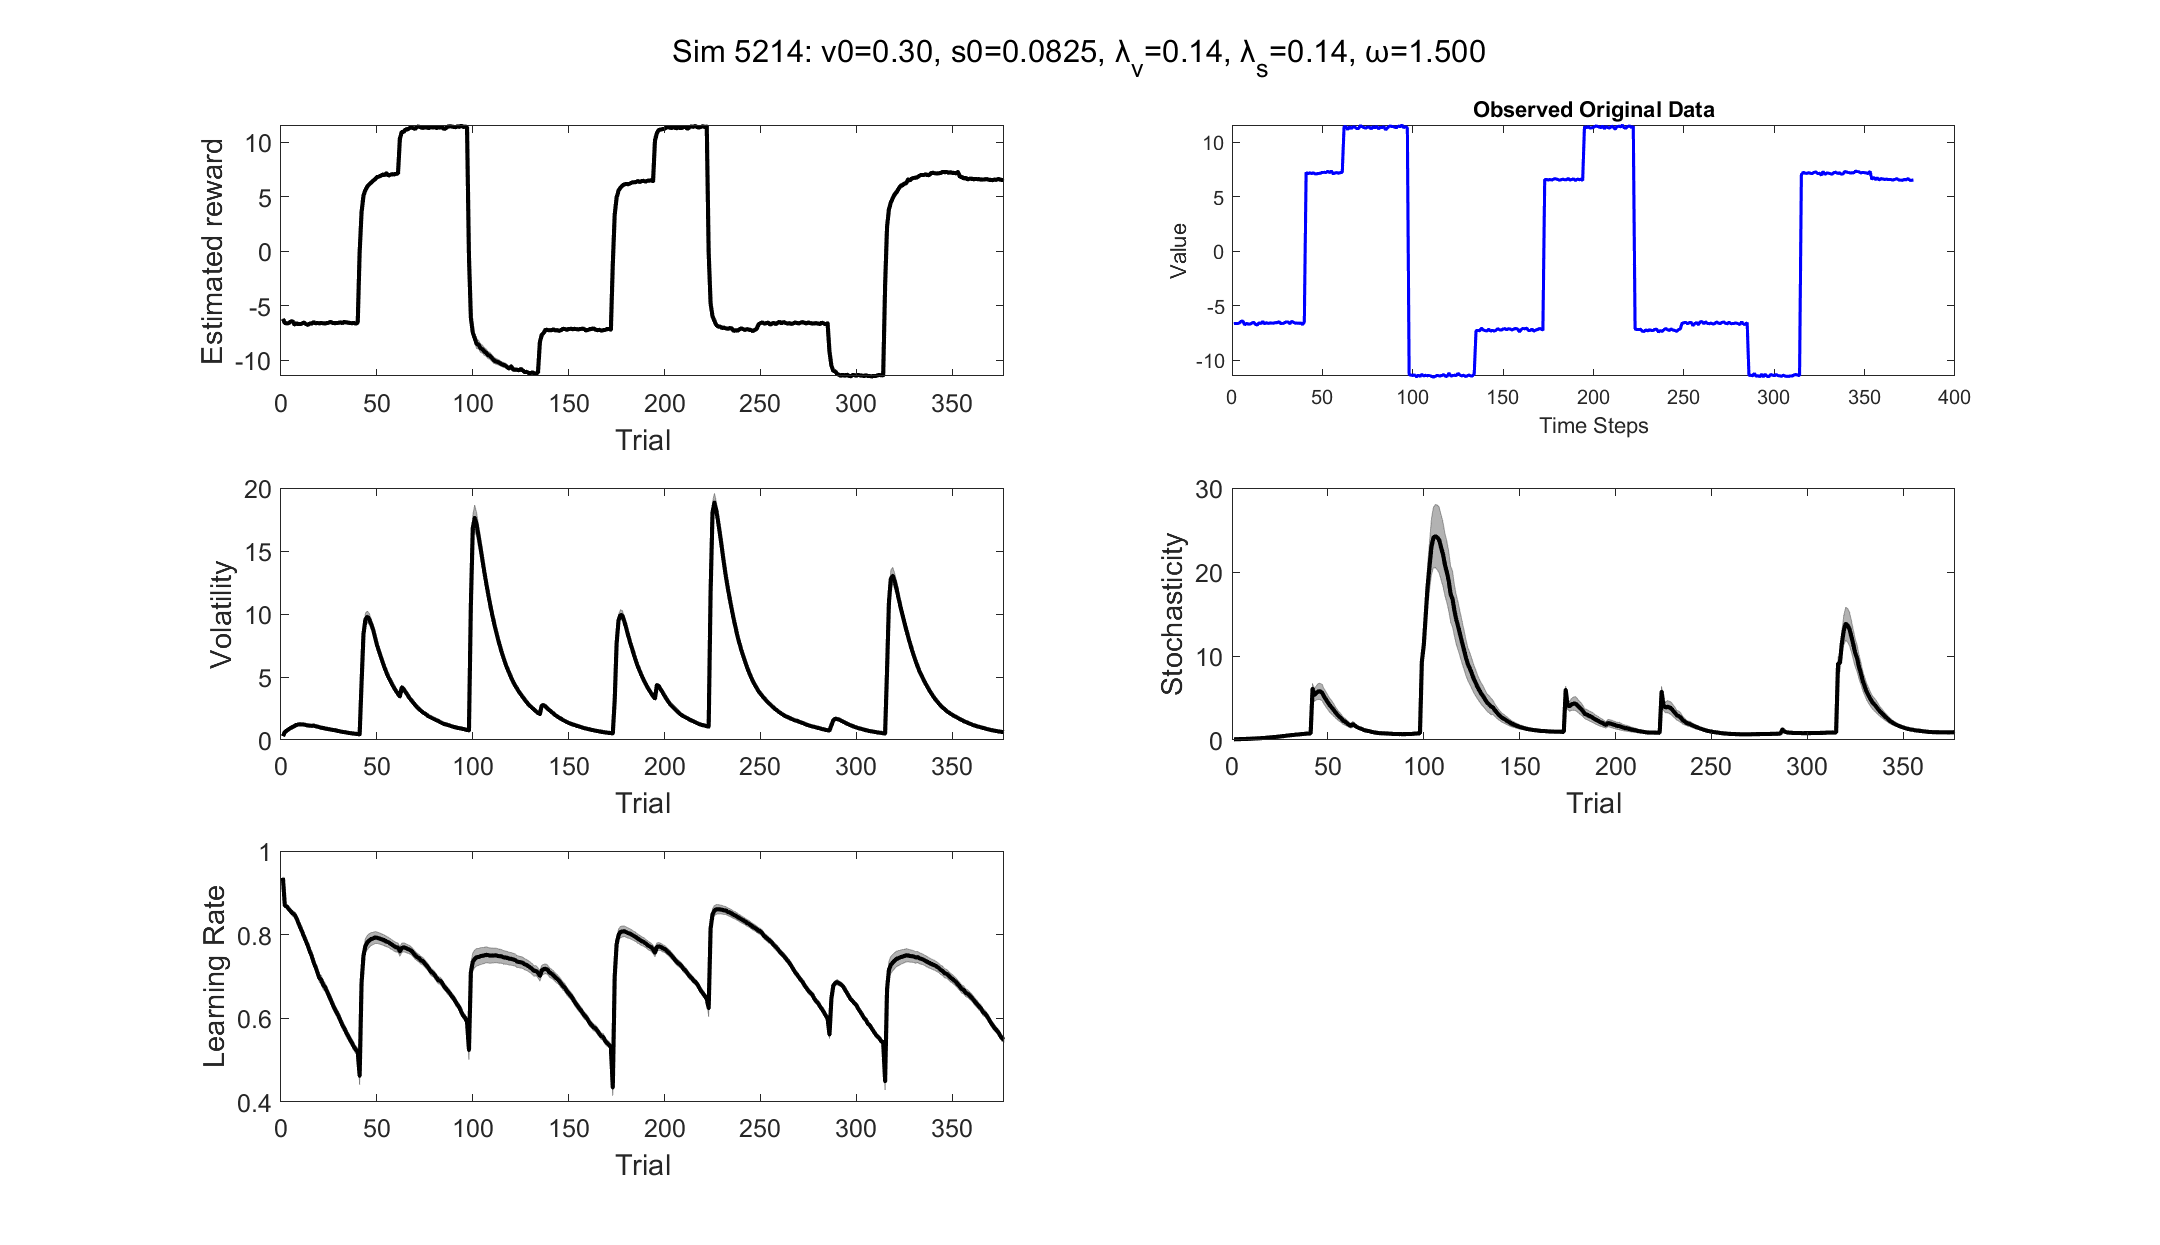 Sim 5214: v0=0.30, s0=0.0825, λ_v=0.14, λ_s=0.14, ω=1.500
Observed Original Data
Estimated reward
10
5
0
-5
-10
0 50 100 150 200 250 300 350
Trial
Value
10
5
0
-5
-10
0 50 100 150 200 250 300 350 400
Time Steps
Volatility
20
15
10
5
0
0 50 100 150 200 250 300 350
Trial
Stochasticity
30
20
10
0
0 50 100 150 200 250 300 350
Trial
Learning Rate
1
0.8
0.6
0.4
0 50 100 150 200 250 300 350
Trial